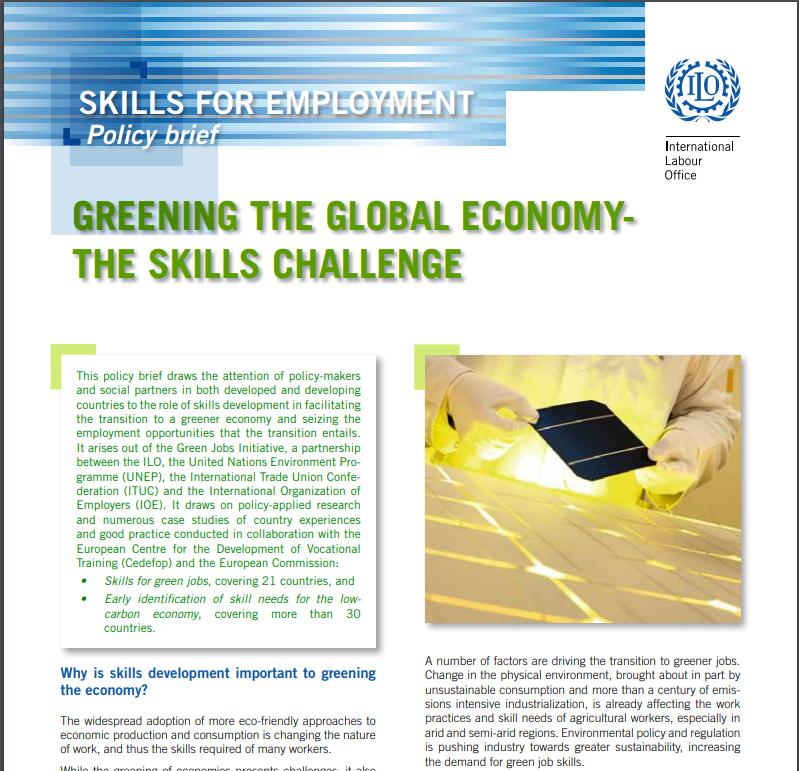 SKILLS FOR EMPLOYMENT
Policy brief
ILO
International
Labour
Office
GREENING THE GLOBAL ECONOMY-
THE SKILLS CHALLENGE
This policy brief draws the attention of policy-makers
and social partners in both developed and developing
countries to the role of skills development in facilitating
the transition to a greener economy and seizing the
employment opportunities that the transition entails.
It arises out of the Green Jobs Initiative, a partnership
between the ILO, the United Nations Environment Pro-
gramme (UNEP), the International Trade Union Confe-
deration (ITUC) and the International Organization of
Employers (IOE). It draws on policy-applied research
and numerous case studies of country experiences
and good practice conducted in collaboration with the
European Centre for the Development of Vocational
Training (Cedefop) and the European Commission:
• Skills for green jobs, covering 21 countries, and
• Early identification of skill needs for the low-
carbon economy, covering more than 30
countries.
Why is skills development important to greening
the economy?
The widespread adoption of more eco-friendly approaches to
economic production and consumption is changing the nature
of work, and thus the skills required of many workers.
While the greening of economies presents challenges, it also
A number of factors are driving the transition to greener jobs.
Change in the physical environment, brought about in part by
unsustainable consumption and more than a century of emis-
sions intensive industrialization, is already affecting the work
practices and skill needs of agricultural workers, especially in
arid and semi-arid regions. Environmental policy and regulation
is pushing industry towards greater sustainability, increasing
the demand for green job skills.